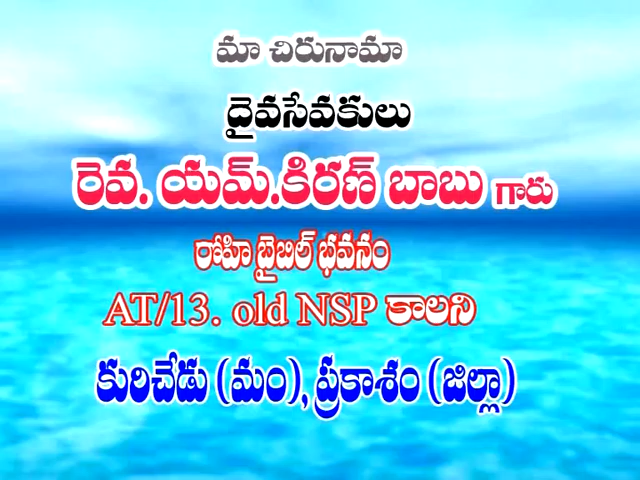 మా చిరునామా
దైవసేవకులు
రెవ. యమ్.కిరణ్ బాబు గారు
రోహి బైబిల్ భవనం
AT/13. old NSP కాలని
కురిచేడు (మం), ప్రకాశం (జిల్లా)